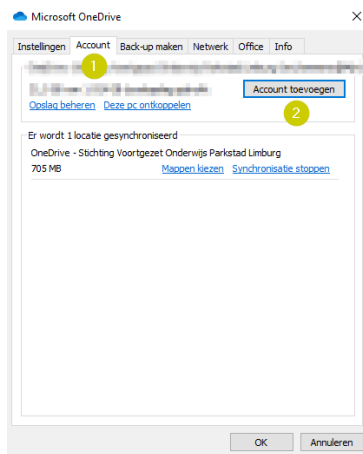 Microsoft OneDrive
Instellingen Account Back-up maken Netwerk Office Info
1
Account toevoegen
2
Opslag beheren Deze pc ontkoppelen
Er wordt 1 locatie gesynchroniseerd
OneDrive - Stichting Voortgezet Onderwijs Parkstad Limburg
705 MB Mappen kiezen Synchronisatie stoppen
OK Annuleren